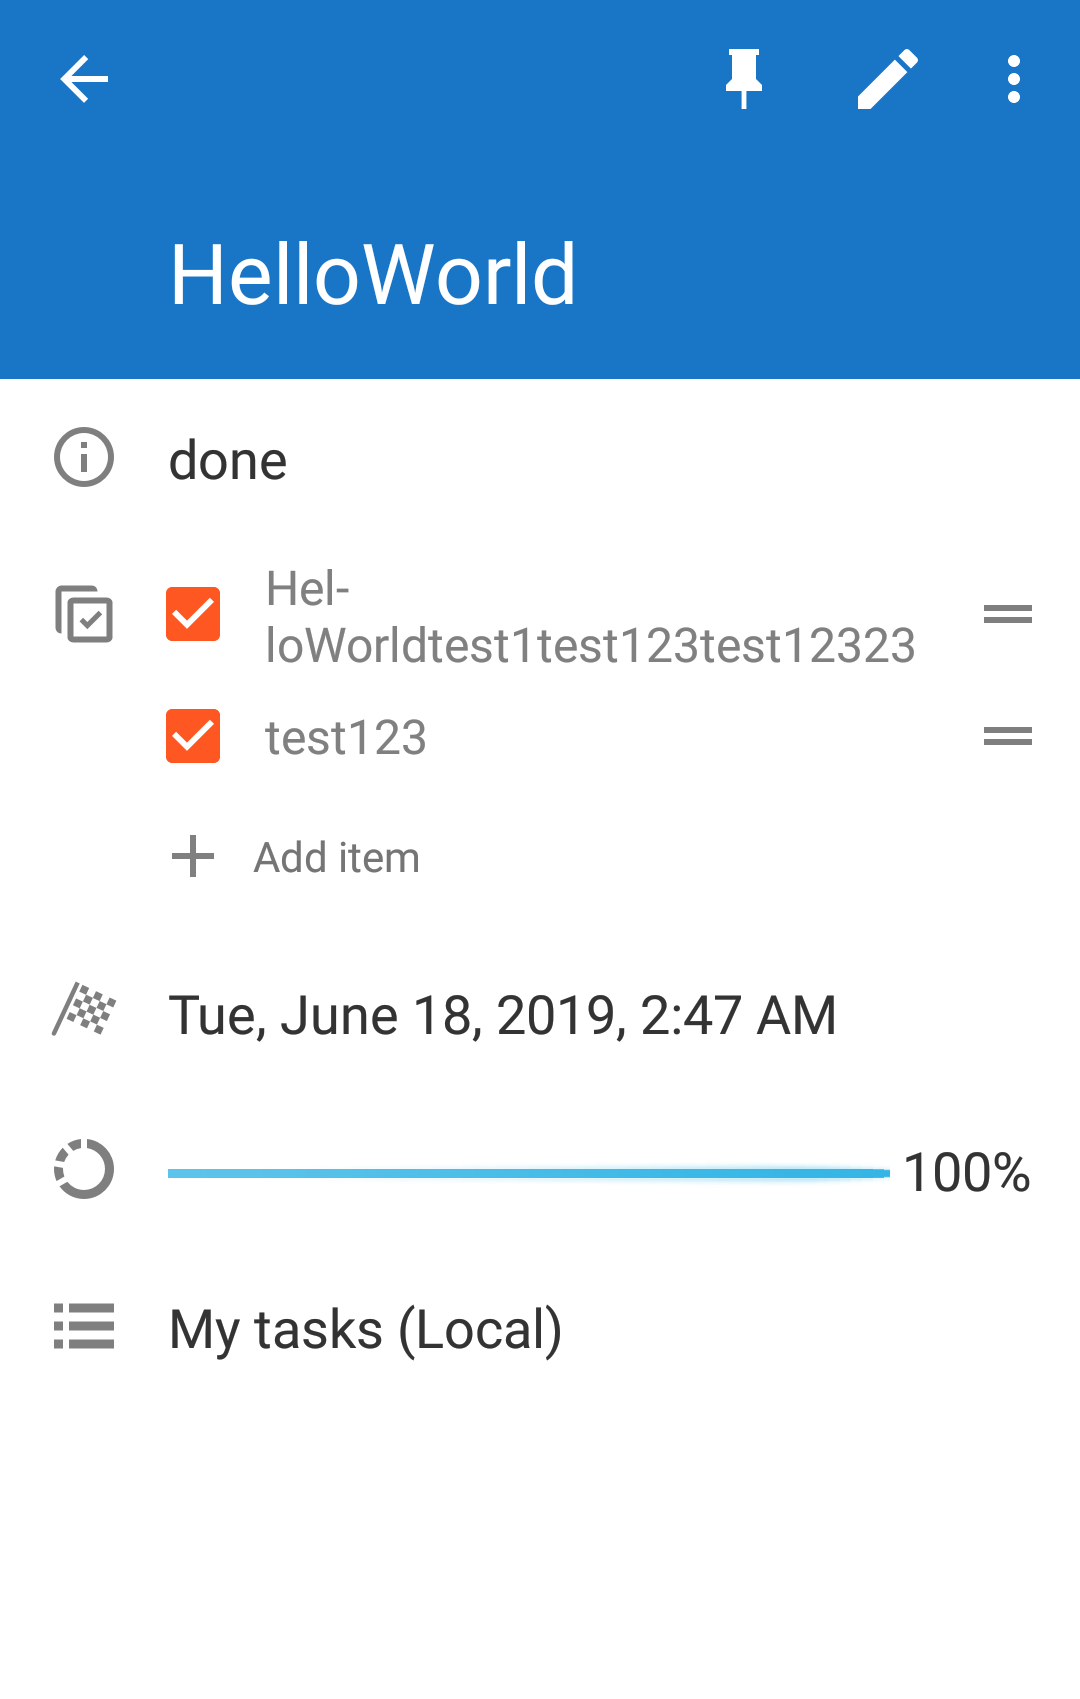 HelloWorld
done
Hel-
loWorldtest1test123test12323
test123
Add item
Tue, June 18, 2019, 2:47 AM
100%
My tasks (Local)